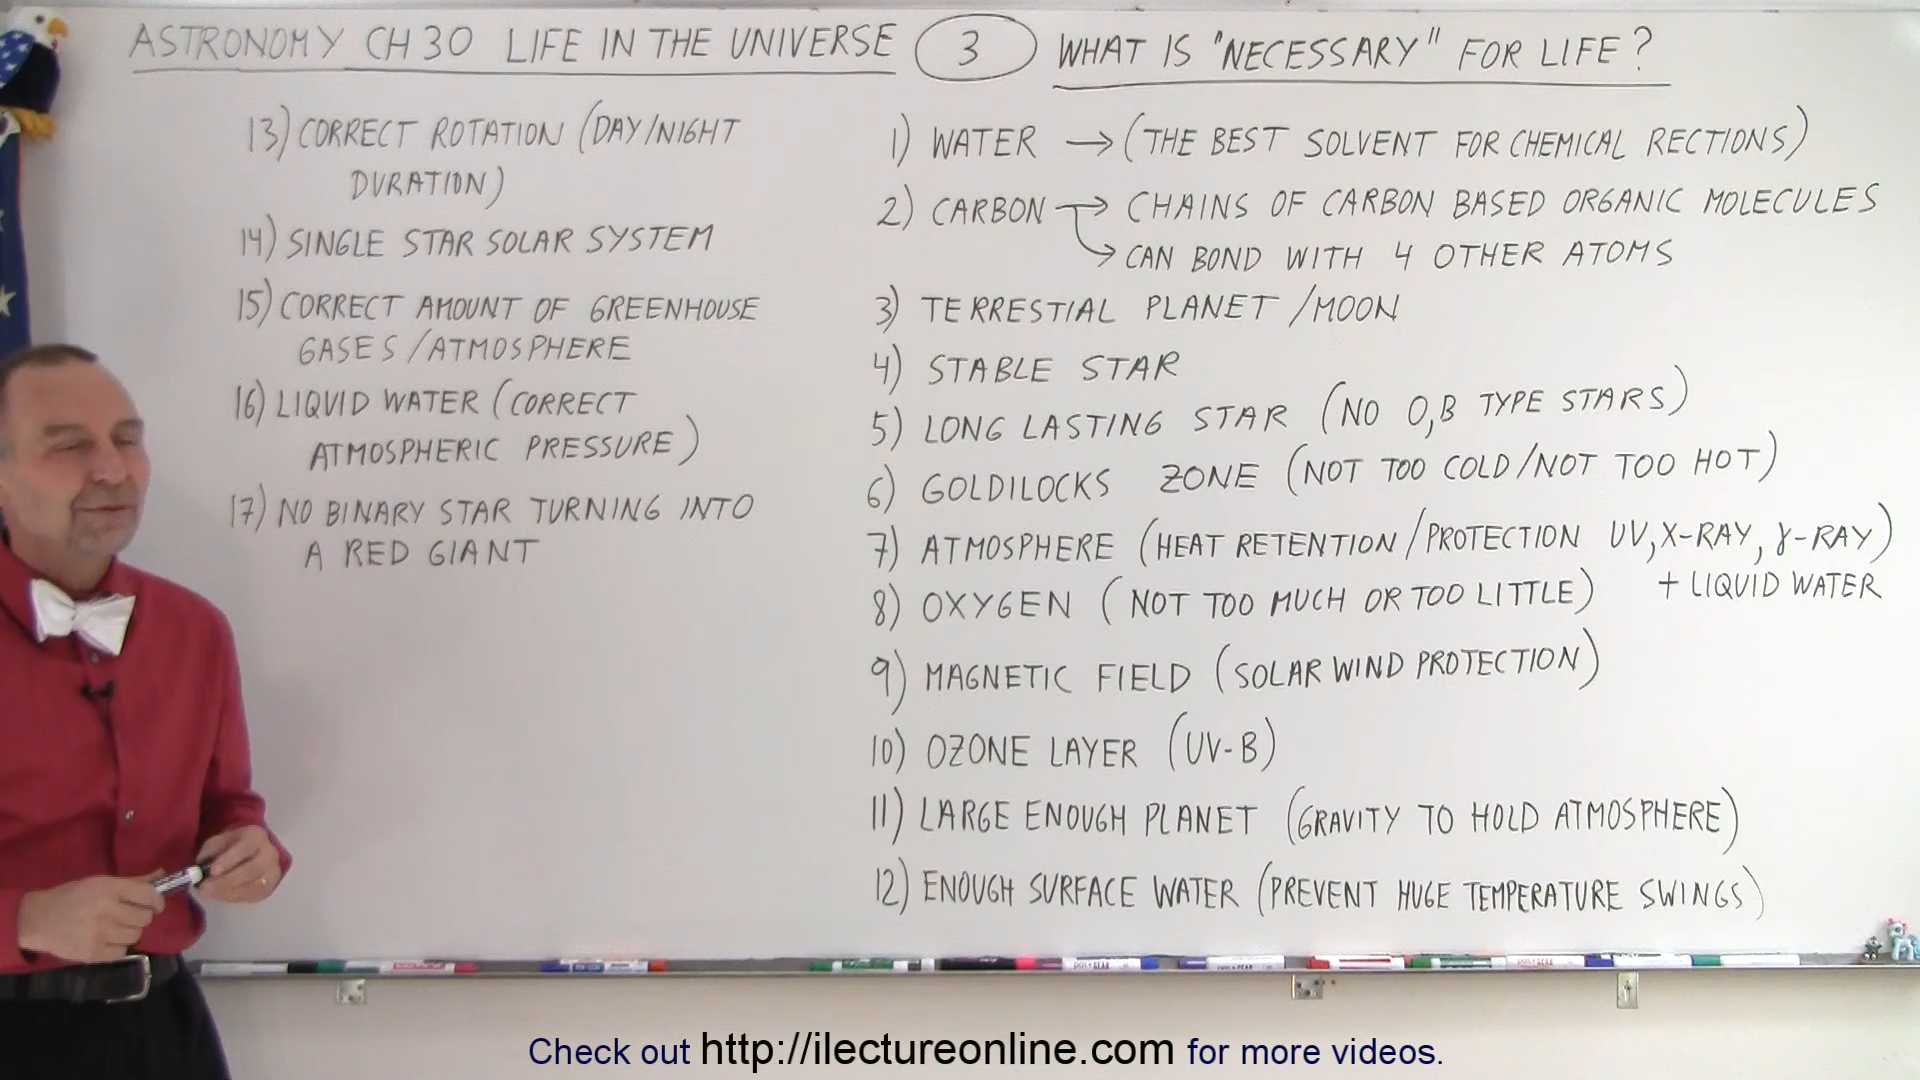 ASTRONOMY CH 30 LIFE IN THE UNIVERSE 3 WHAT IS "NECESSARY" FOR LIFE?
1) WATER → (THE BEST SOLVENT FOR CHEMICAL RECTIONS)
2) CARBON → CHAINS OF CARBON BASED ORGANIC MOLECULES
→ CAN BOND WITH 4 OTHER ATOMS
3) TERRESTIAL PLANET / MOON
4) STABLE STAR
5) LONG LASTING STAR (NO O,B TYPE STARS)
6) GOLDILOCKS ZONE (NOT TOO COLD/NOT TOO HOT)
7) ATMOSPHERE (HEAT RETENTION/PROTECTION UV, X-RAY, γ-RAY)
+ LIQUID WATER
8) OXYGEN (NOT TOO MUCH OR TOO LITTLE)
9) MAGNETIC FIELD (SOLAR WIND PROTECTION)
10) OZONE LAYER (UV-B)
11) LARGE ENOUGH PLANET (GRAVITY TO HOLD ATMOSPHERE)
12) ENOUGH SURFACE WATER (PREVENT HUGE TEMPERATURE SWINGS)
13) CORRECT ROTATION (DAY/NIGHT
DURATION)
14) SINGLE STAR SOLAR SYSTEM
15) CORRECT AMOUNT OF GREENHOUSE
GASES/ATMOSPHERE
16) LIQUID WATER (CORRECT
ATMOSPHERIC PRESSURE)
17) NO BINARY STAR TURNING INTO
A RED GIANT
Check out http://ilectureonline.com for more videos.